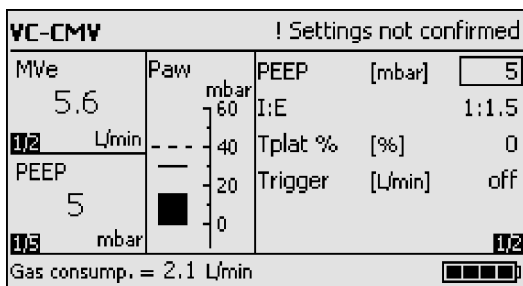 VC-CMV ! Settings not confirmed
MVe
5.6
1/2 L/min
PEEP
5
1/5 mbar
Paw
mbar
60
40
20
0
PEEP [mbar] 5
I:E 1:1.5
Tplat % [%] 0
Trigger [L/min] off
1/2
Gas consump. = 2.1 L/min